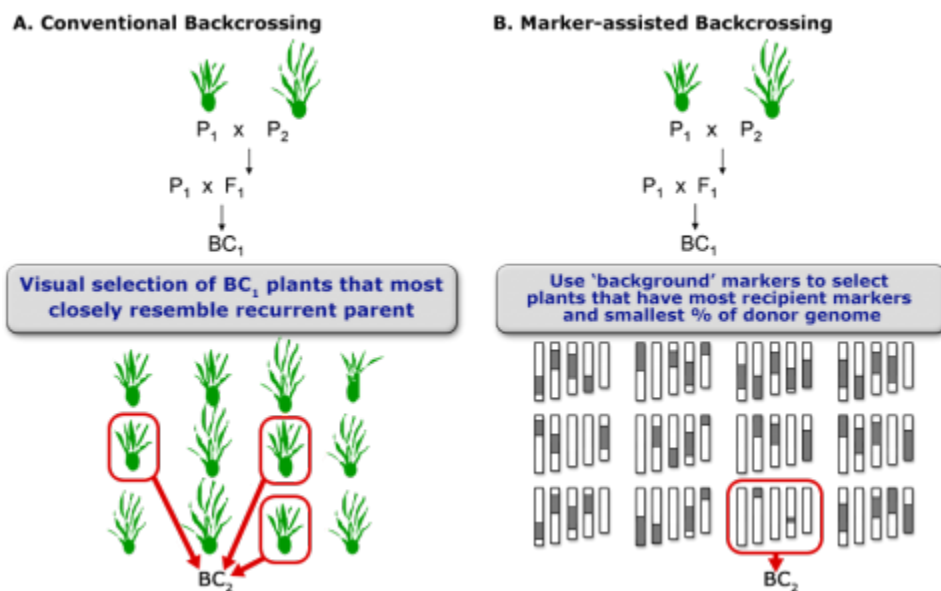 A. Conventional Backcrossing
P₁ x P₂
P₁ x F₁
BC₁
Visual selection of BC₁ plants that most
closely resemble recurrent parent
BC₂
B. Marker-assisted Backcrossing
P₁ x P₂
P₁ x F₁
BC₁
Use ‘background’ markers to select
plants that have most recipient markers
and smallest % of donor genome
BC₂